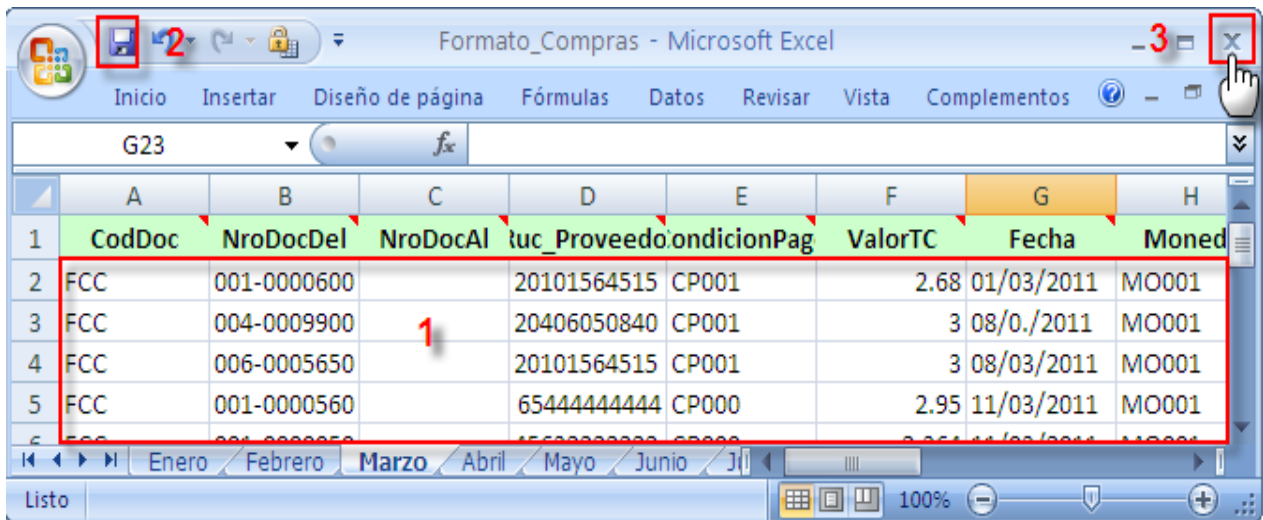 2 Formato_Compras - Microsoft Excel 3
Inicio Insertar Diseño de página Fórmulas Datos Revisar Vista Complementos
G23 fx
A B C D E F G H
1 CodDoc NroDocDel NroDocAl Ruc_Proveedo ondicionPag ValorTC Fecha Moned
2 FCC 001-0000600 20101564515 CP001 2.68 01/03/2011 MO001
3 FCC 004-0009900 1 20406050840 CP001 3 08/0./2011 MO001
4 FCC 006-0005650 20101564515 CP001 3 08/03/2011 MO001
5 FCC 001-0000560 65444444444 CP000 2.95 11/03/2011 MO001
Enero Febrero Marzo Abril Mayo Junio
Listo 100%